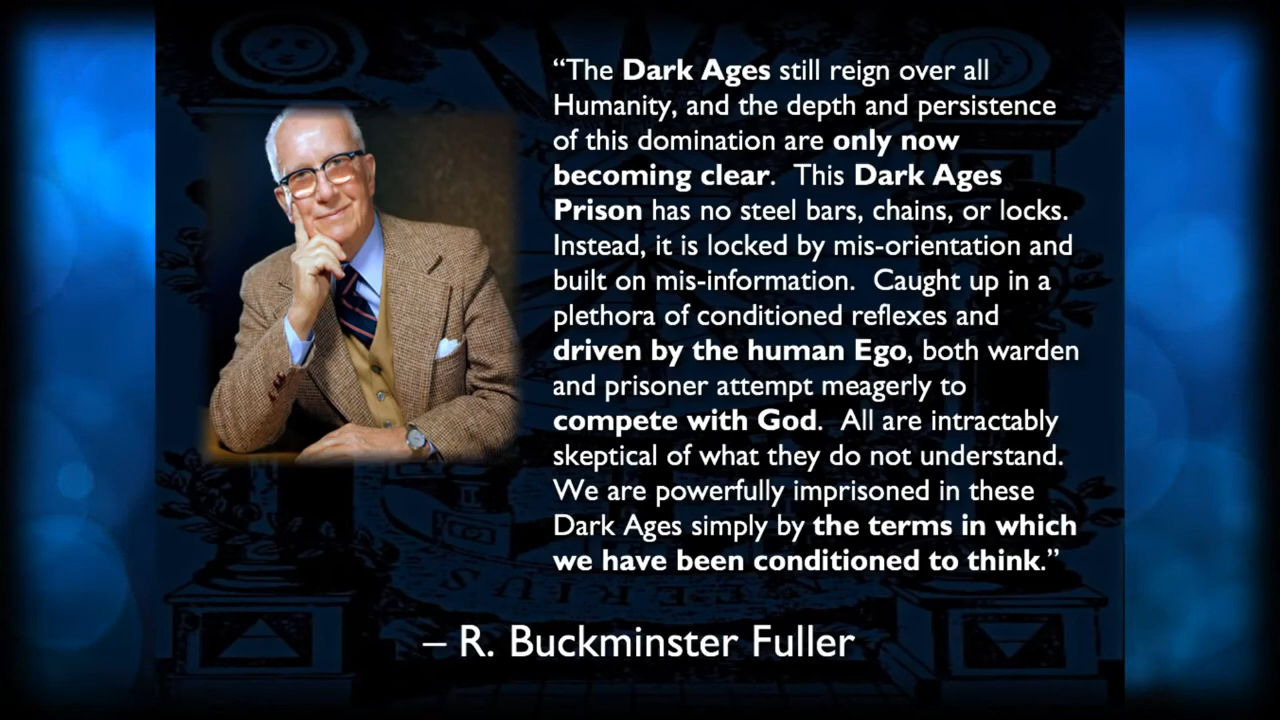 “The Dark Ages still reign over all
Humanity, and the depth and persistence
of this domination are only now
becoming clear. This Dark Ages
Prison has no steel bars, chains, or locks.
Instead, it is locked by mis-orientation and
built on mis-information. Caught up in a
plethora of conditioned reflexes and
driven by the human Ego, both warden
and prisoner attempt meagerly to
compete with God. All are intractably
skeptical of what they do not understand.
We are powerfully imprisoned in these
Dark Ages simply by the terms in which
we have been conditioned to think.”
– R. Buckminster Fuller